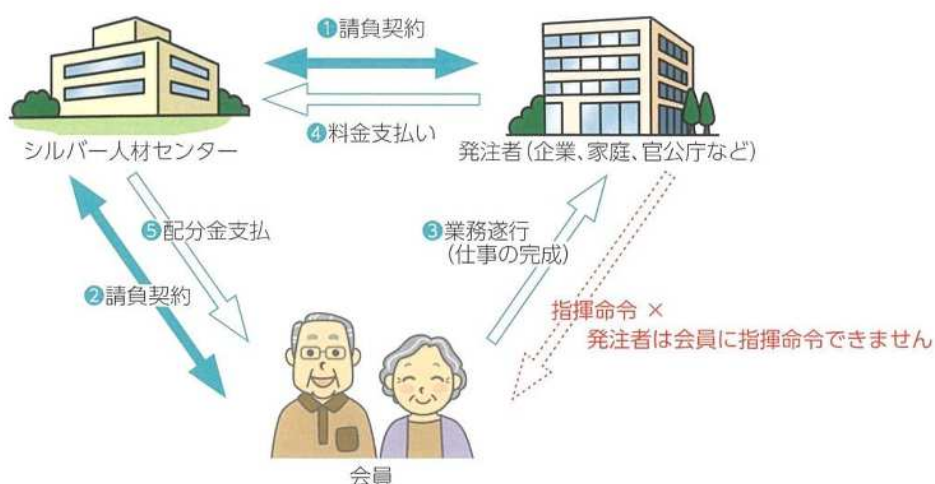 ❶請負契約
❹料金支払い
シルバー人材センター
発注者(企業、家庭、官公庁など)
❺配分金支払
❸業務遂行
(仕事の完成)
❷請負契約
指揮命令 ×
発注者は会員に指揮命令できません
会員